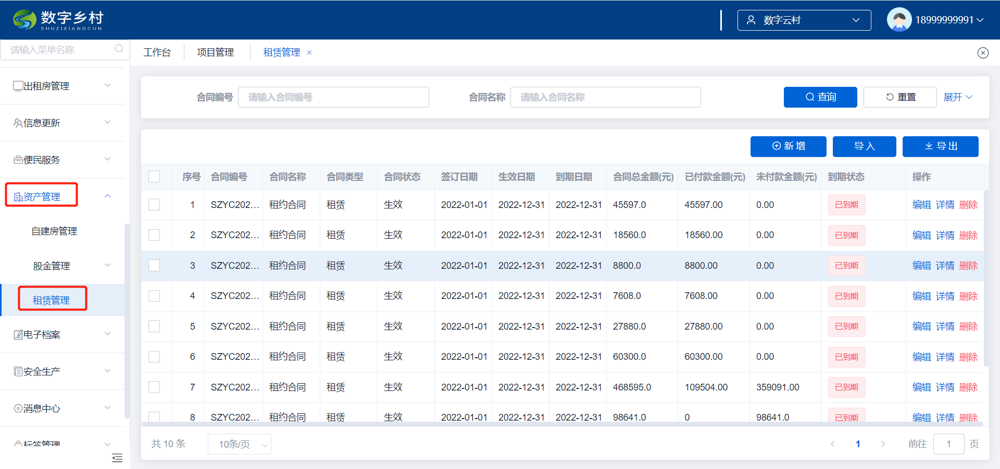 数字乡村
SHUZIXIANGCUN
数字云村
18999999991
请输入菜单名称
工作台
项目管理
租赁管理
出租房管理
信息更新
便民服务
资产管理
自建房管理
股金管理
租赁管理
电子档案
安全生产
消息中心
标签管理
合同编号 请输入合同编号 合同名称 请输入合同名称 查询 重置 展开
新增 导入 导出
序号 合同编号 合同名称 合同类型 合同状态 签订日期 生效日期 到期日期 合同总金额(元) 已付款金额(元) 未付款金额(元) 到期状态 操作
1 SZYC202... 租约合同 租赁 生效 2022-01-01 2022-12-31 2022-12-31 45597.0 45597.00 0.00 已到期 编辑 详情 删除
2 SZYC202... 租约合同 租赁 生效 2022-01-01 2022-12-31 2022-12-31 18560.0 18560.00 0.00 已到期 编辑 详情 删除
3 SZYC202... 租约合同 租赁 生效 2022-01-01 2022-12-31 2022-12-31 8800.0 8800.00 0.00 已到期 编辑 详情 删除
4 SZYC202... 租约合同 租赁 生效 2022-01-01 2022-12-31 2022-12-31 7608.0 7608.00 0.00 已到期 编辑 详情 删除
5 SZYC202... 租约合同 租赁 生效 2022-01-01 2022-12-31 2022-12-31 27880.0 27880.00 0.00 已到期 编辑 详情 删除
6 SZYC202... 租约合同 租赁 生效 2022-01-01 2022-12-31 2022-12-31 60300.0 60300.00 0.00 已到期 编辑 详情 删除
7 SZYC202... 租约合同 租赁 生效 2022-01-01 2022-12-31 2022-12-31 468595.0 109504.00 359091.00 已到期 编辑 详情 删除
8 SZYC202... 租约合同 租赁 生效 2022-01-01 2022-12-31 2022-12-31 98641.0 0 98641.0 已到期 编辑 详情 删除
共 10 条 10条/页 1 前往 1 页